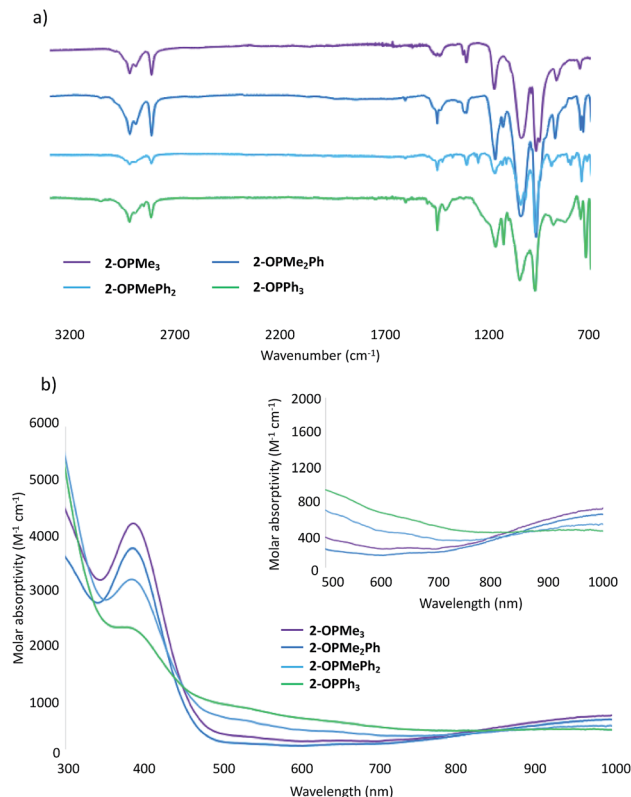 a)
2-OPMe₃
2-OPMe₂Ph
2-OPMePh₂
2-OPPh₃
3200 2700 2200 1700 1200 700
Wavenumber (cm⁻¹)
b)
6000
5000
4000
3000
2000
1000
0
Molar absorptivity (M⁻¹ cm⁻¹)
300 400 500 600 700 800 900 1000
Wavelength (nm)
2000
1600
1200
800
400
0
Molar absorptivity (M⁻¹ cm⁻¹)
500 600 700 800 900 1000
Wavelength (nm)
2-OPMe₃
2-OPMe₂Ph
2-OPMePh₂
2-OPPh₃